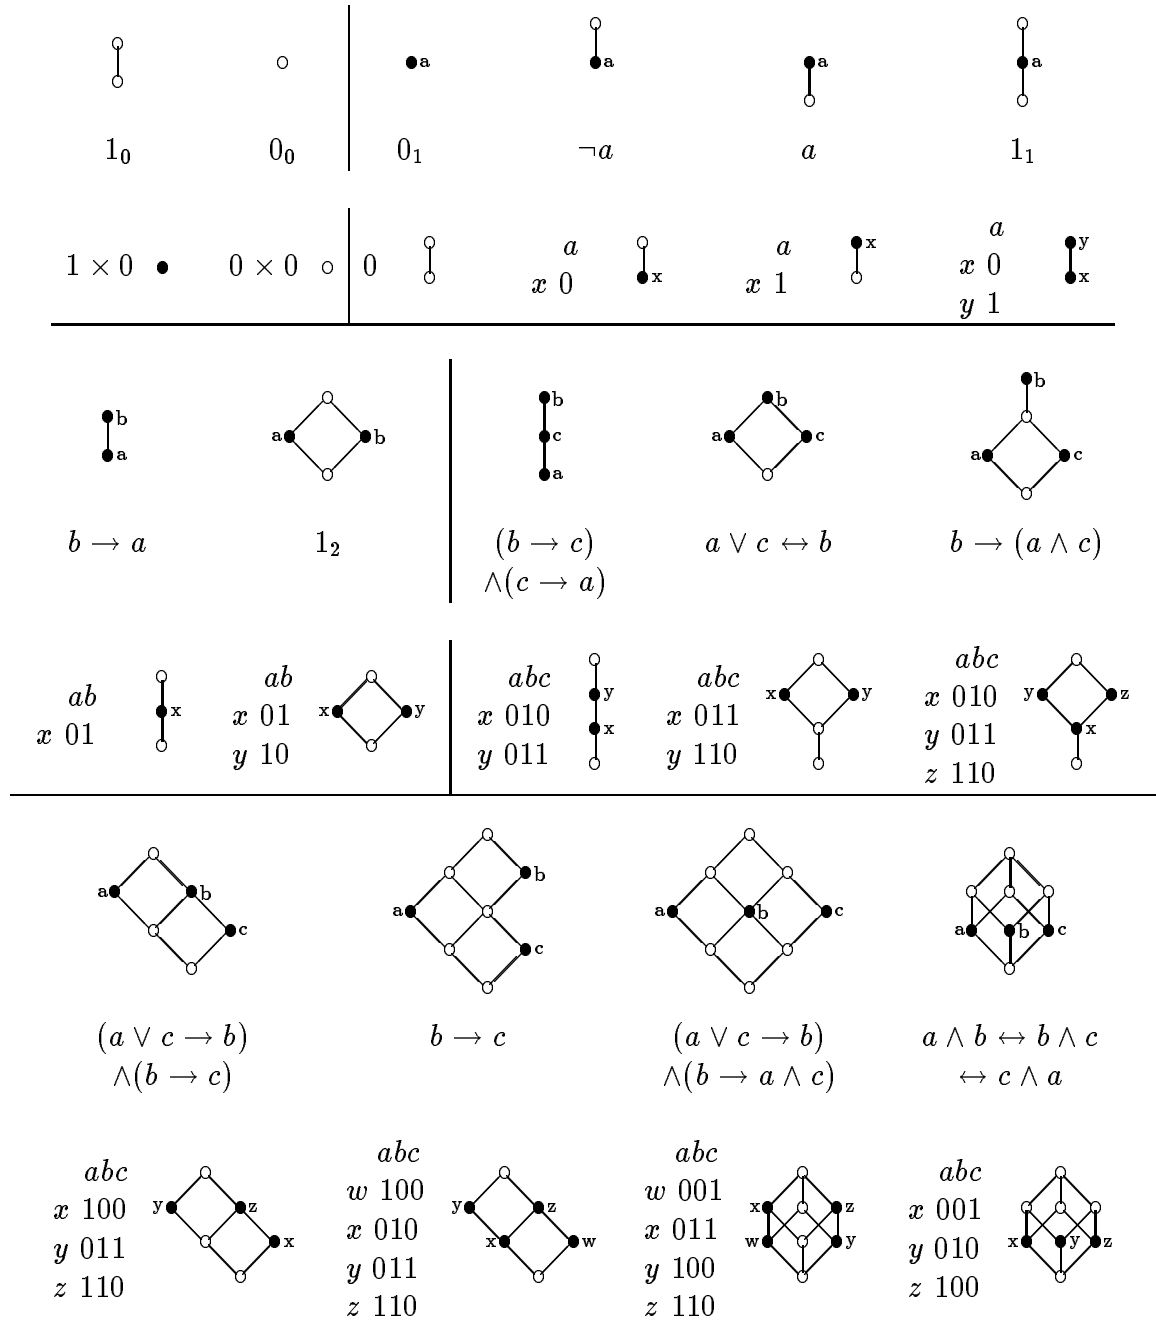 a a a a
1₀ 0₀ 0₁ ¬a a 1₁
1 × 0 0 × 0 0 a x 0 x a x 1 x a x 0 y 1 y x
b a a b b c a b a c b a c
b → a 1₂ (b → c) a ∨ c ↔ b b → (a ∧ c)
∧(c → a)
ab ab abc abc abc
x 01 x x 01 x y x 010 y x 011 x y x 010 y z
y 10 y 011 x y 110 y 011 x
z 110
a b c a b c a b c a b c
(a ∨ c → b) b → c (a ∨ c → b) a ∧ b ↔ b ∧ c
∧(b → c) ∧(b → a ∧ c) ↔ c ∧ a
abc abc abc abc
x 100 y z w 100 y z w 001 x z x 001
y 011 x x 010 x w x 011 w y y 010 x y z
z 110 y 011 y 100 z 100
z 110 z 110